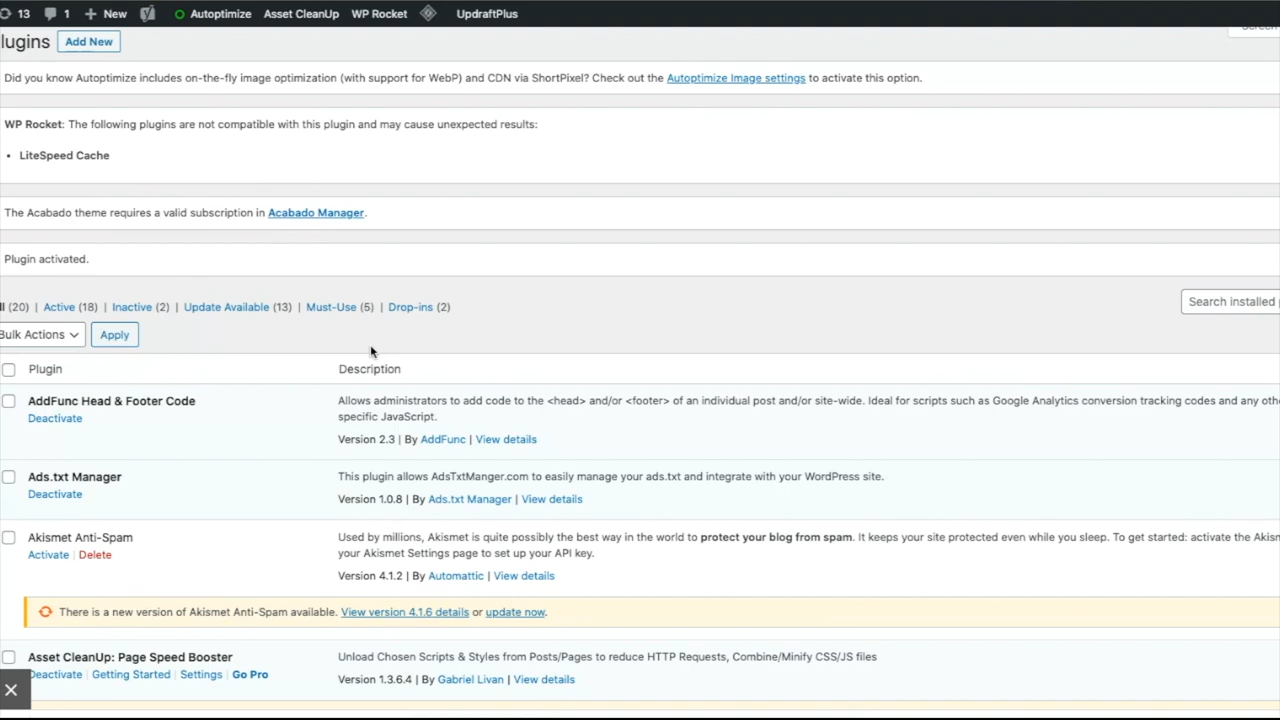 13 1 New Autoptimize Asset CleanUp WP Rocket UpdraftPlus
lugins Add New
Did you know Autoptimize includes on-the-fly image optimization (with support for WebP) and CDN via ShortPixel? Check out the Autoptimize Image settings to activate this option.
WP Rocket: The following plugins are not compatible with this plugin and may cause unexpected results:
• LiteSpeed Cache
The Acabado theme requires a valid subscription in Acabado Manager.
Plugin activated.
ll (20) | Active (18) | Inactive (2) | Update Available (13) | Must-Use (5) | Drop-ins (2)
Search installed
Bulk Actions Apply
Plugin Description
AddFunc Head & Footer Code Allows administrators to add code to the <head> and/or <footer> of an individual post and/or site-wide. Ideal for scripts such as Google Analytics conversion tracking codes and any oth
Deactivate specific JavaScript.
Version 2.3 | By AddFunc | View details
Ads.txt Manager This plugin allows AdsTxtManger.com to easily manage your ads.txt and integrate with your WordPress site.
Deactivate Version 1.0.8 | By Ads.txt Manager | View details
Akismet Anti-Spam Used by millions, Akismet is quite possibly the best way in the world to protect your blog from spam. It keeps your site protected even while you sleep. To get started: activate the Akisn
Activate | Delete your Akismet Settings page to set up your API key.
Version 4.1.2 | By Automattic | View details
There is a new version of Akismet Anti-Spam available. View version 4.1.6 details or update now.
Asset CleanUp: Page Speed Booster Unload Chosen Scripts & Styles from Posts/Pages to reduce HTTP Requests, Combine/Minify CSS/JS files
Deactivate | Getting Started | Settings | Go Pro Version 1.3.6.4 | By Gabriel Livan | View details